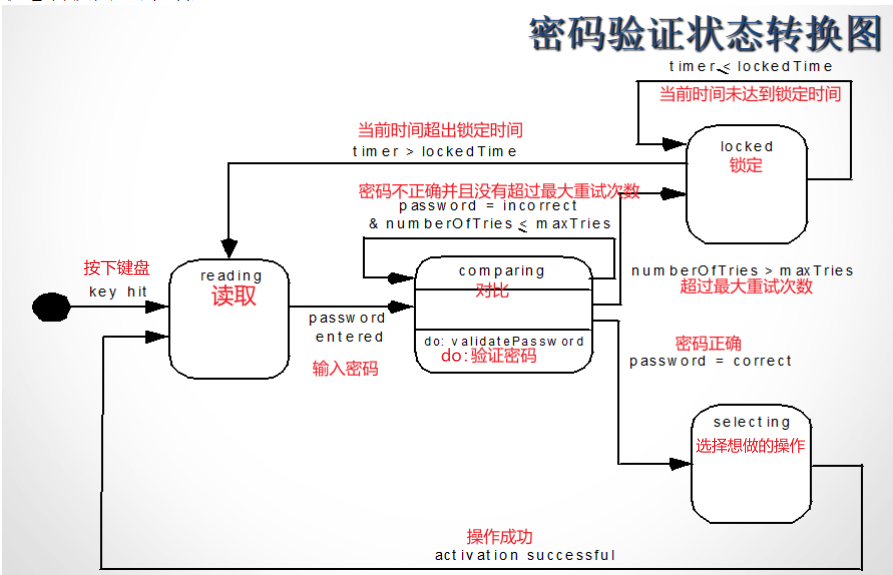 密码验证状态转换图
timer < lockedTime
当前时间未达到锁定时间
locked
锁定
当前时间超出锁定时间
timer > lockedTime
密码不正确并且没有超过最大重试次数
password = incorrect
& numberOfTries < maxTries
按下键盘
key hit
reading
读取
comparing
对比
do: validatePassword
do:验证密码
password
entered
输入密码
numberOfTries > maxTries
超过最大重试次数
密码正确
password = correct
selecting
选择想做的操作
操作成功
activation successful